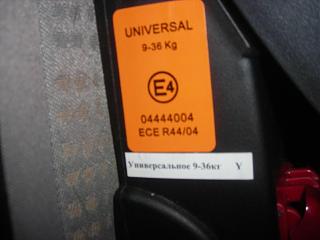 UNIVERSAL
9-36 Kg
E4
04444004
ECE R44/04
Универсальное 9-36кг Y